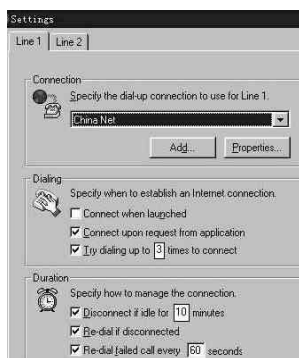 Settings
Line 1 Line 2
Connection
Specify the dial-up connection to use for Line 1.
China Net
Add... Properties...
Dialing
Specify when to establish an Internet connection.
Connect when launched
Connect upon request from application
Try dialing up to 3 times to connect
Duration
Specify how to manage the connection.
Disconnect if idle for 10 minutes
Re-dial if disconnected
Re-dial failed call every 60 seconds